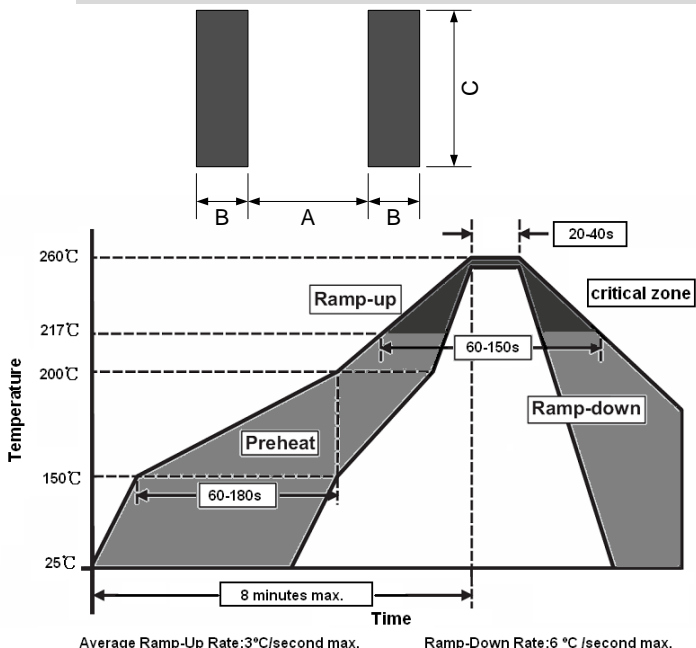 C
B A B
20-40s
260℃
Ramp-up
critical zone
217℃
60-150s
200℃
Ramp-down
Preheat
150℃
60-180s
25℃
8 minutes max.
Temperature
Time
Average Ramp-Up Rate:3°C/second max. Ramp-Down Rate:6 °C /second max.